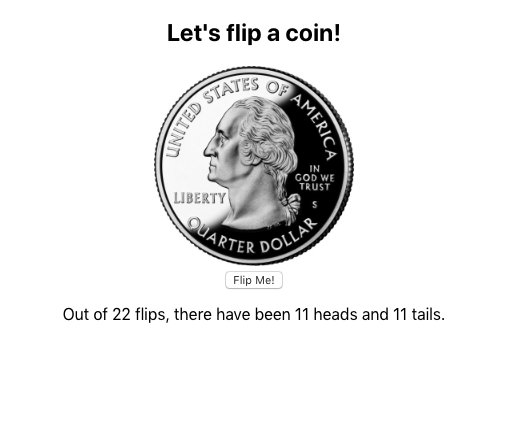 Let's flip a coin!
UNITED STATES OF AMERICA
LIBERTY
IN
GOD WE
TRUST
S
QUARTER DOLLAR
Flip Me!
Out of 22 flips, there have been 11 heads and 11 tails.